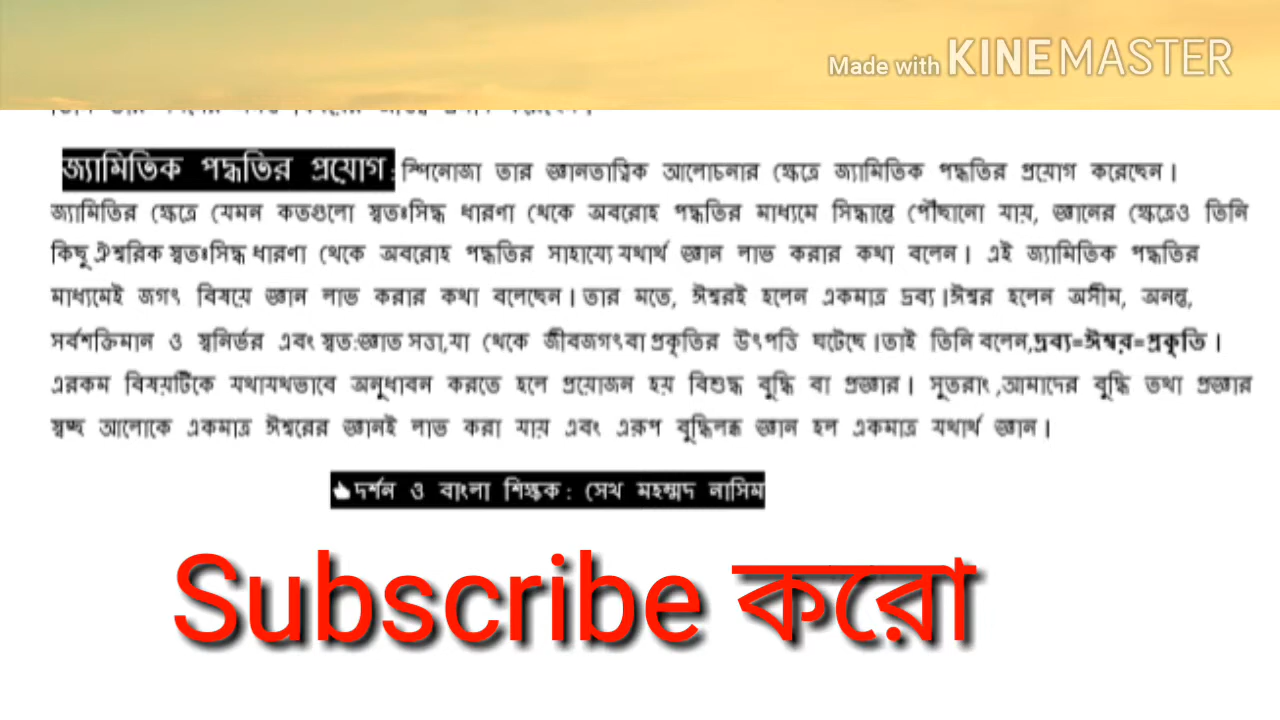 Made with KINEMASTER
জ্যামিতিক পদ্ধতির প্রযোগ : স্পিনোজা তার জ্ঞানতাত্বিক আলোচনার ক্ষেত্রে জ্যামিতিক পদ্ধতির প্রযোগ করেছেন।
জ্যামিতির ক্ষেত্রে যেমন কতগুলো স্বতঃসিদ্ধ ধারণা থেকে অবরোহ পদ্ধতির মাধ্যমে সিদ্ধান্তে পৌঁছানো যায়, জ্ঞানের ক্ষেত্রেও তিনি
কিছু ঐশ্বরিক স্বতঃসিদ্ধ ধারণা থেকে অবরোহ পদ্ধতির সাহায্যে যথার্থ জ্ঞান লাভ করার কথা বলেন। এই জ্যামিতিক পদ্ধতির
মাধ্যমেই জগৎ বিষয়ে জ্ঞান লাভ করার কথা বলেছেন। তার মতে, ঈশ্বরই হলেন একমাত্র দ্রব্য ।ঈশ্বর হলেন অসীম, অনন্ত,
সর্বশক্তিমান ও স্বনির্ভর এবং স্বত:জ্ঞাত সত্তা,যা থেকে জীবজগৎ বা প্রকৃতির উৎপত্তি ঘটেছে ।তাই তিনি বলেন,দ্রব্য=ঈশ্বর=প্রকৃতি ।
এরকম বিষয়টিকে যথাযথভাবে অনুধাবন করতে হলে প্রয়োজন হয় বিশুদ্ধ বুদ্ধি বা প্রজ্ঞার। সুতরাং ,আমাদের বুদ্ধি তথা প্রজ্ঞার
স্বচ্ছ আলোকে একমাত্র ঈশ্বরের জ্ঞানই লাভ করা যায় এবং এরূপ বুদ্ধিলব্ধ জ্ঞান হল একমাত্র যথার্থ জ্ঞান।
দর্শন ও বাংলা শিক্ষক : সেখ মহম্মদ নাসিম
Subscribe করো